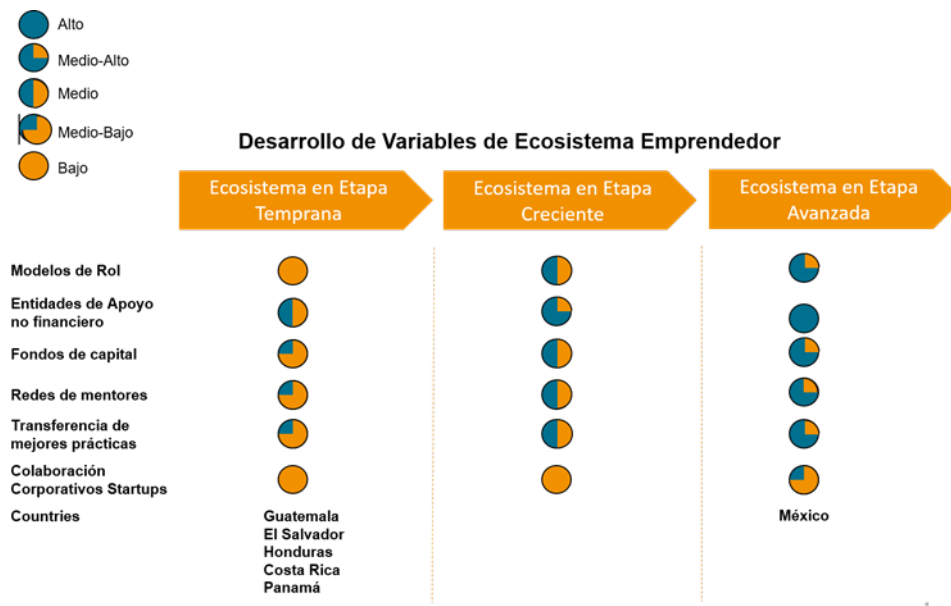 Alto
Medio-Alto
Medio
Medio-Bajo
Bajo
Desarrollo de Variables de Ecosistema Emprendedor
Ecosistema en Etapa
Temprana
Ecosistema en Etapa
Creciente
Ecosistema en Etapa
Avanzada
Modelos de Rol
Entidades de Apoyo
no financiero
Fondos de capital
Redes de mentores
Transferencia de
mejores prácticas
Colaboración
Corporativos Startups
Countries
Guatemala
El Salvador
Honduras
Costa Rica
Panamá
México